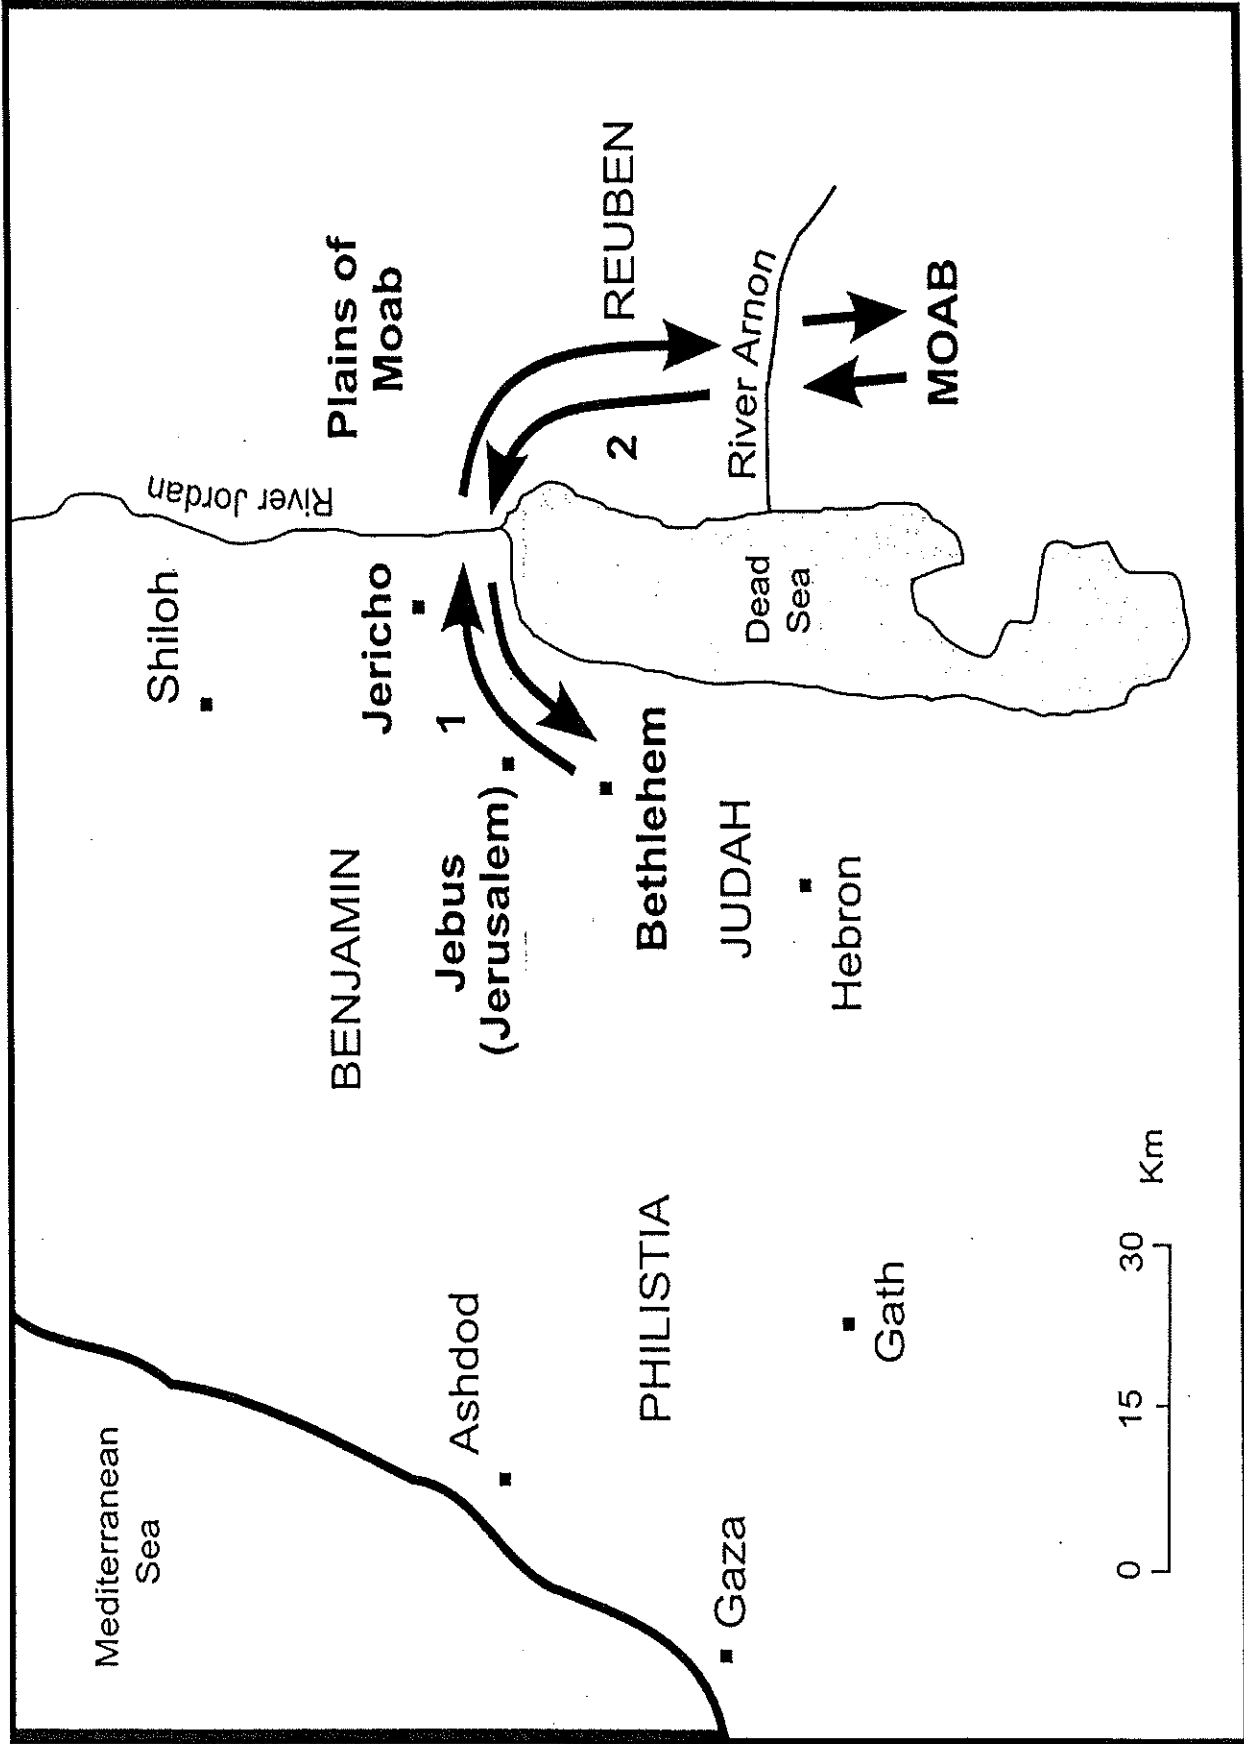 Mediterranean
Sea
Shiloh
River Jordan
Plains of
Moab
BENJAMIN
Jericho
1
Jebus
(Jerusalem)
Ashdod
REUBEN
2
Bethlehem
PHILISTIA
JUDAH
Gaza
Dead
Sea
River Arnon
Hebron
Gath
MOAB
0 15 30 Km